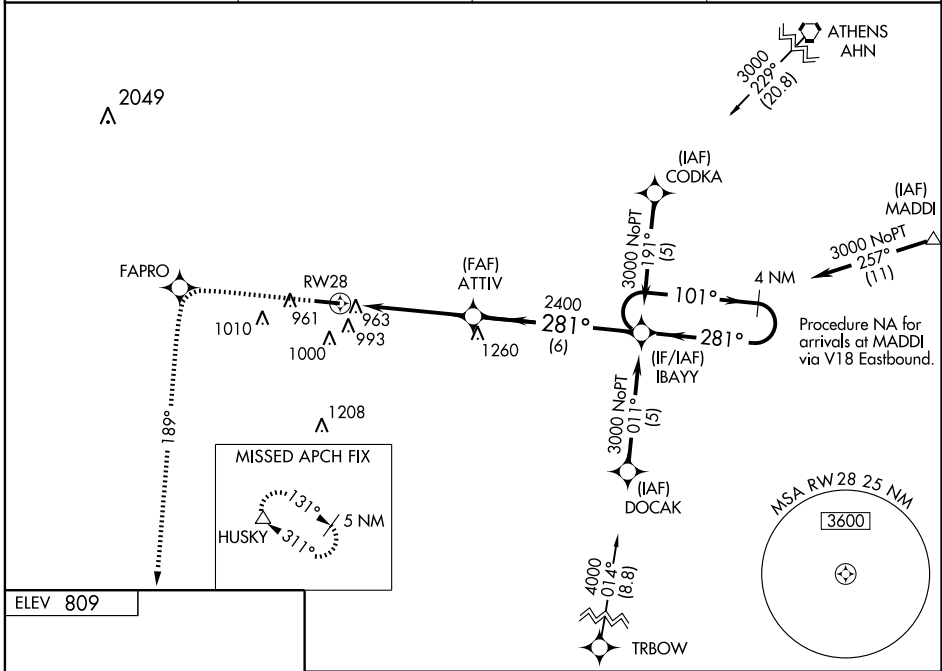 ATHENS
AHN
3000
229°
(20.8)
2049
(IAF)
CODKA
(IAF)
MADDI
3000 NoPT
191°
(5)
3000 NoPT
257°
(11)
FAPRO
RW28
(FAF)
ATTIV
2400
281°
(6)
101°
4 NM
281°
(IF/IAF)
IBAYY
Procedure NA for
arrivals at MADDI
via V18 Eastbound.
961
963
1010
993
1000
1260
189°
1208
3000 NoPT
011°
(5)
(IAF)
DOCAK
MISSED APCH FIX
131°
5 NM
HUSKY
311°
MSA RW 28 25 NM
3600
4000
014°
(8.8)
TRBOW
ELEV 809